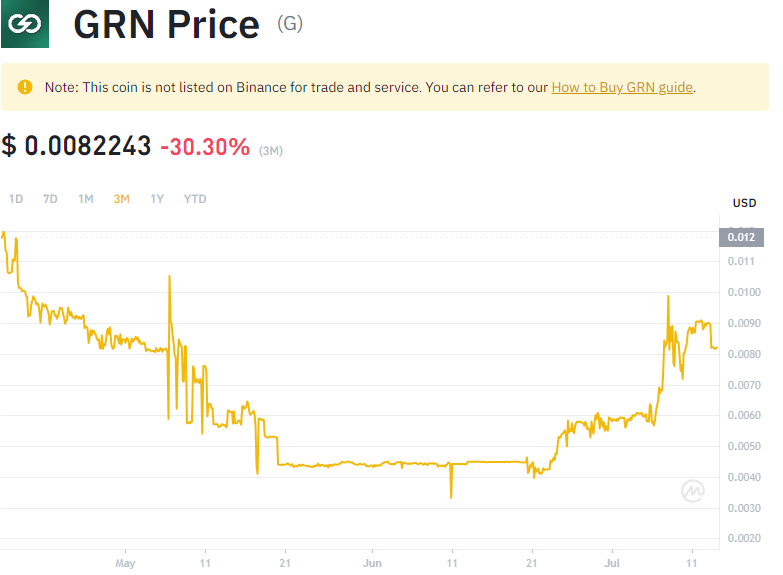 GRN Price (G)
Note: This coin is not listed on Binance for trade and service. You can refer to our How to Buy GRN guide.
$ 0.0082243 -30.30% (3M)
1D 7D 1M 3M 1Y YTD
USD
0.012
0.011
0.0100
0.0090
0.0080
0.0070
0.0060
0.0050
0.0040
0.0030
0.0020
May 11 21 Jun 11 21 Jul 11